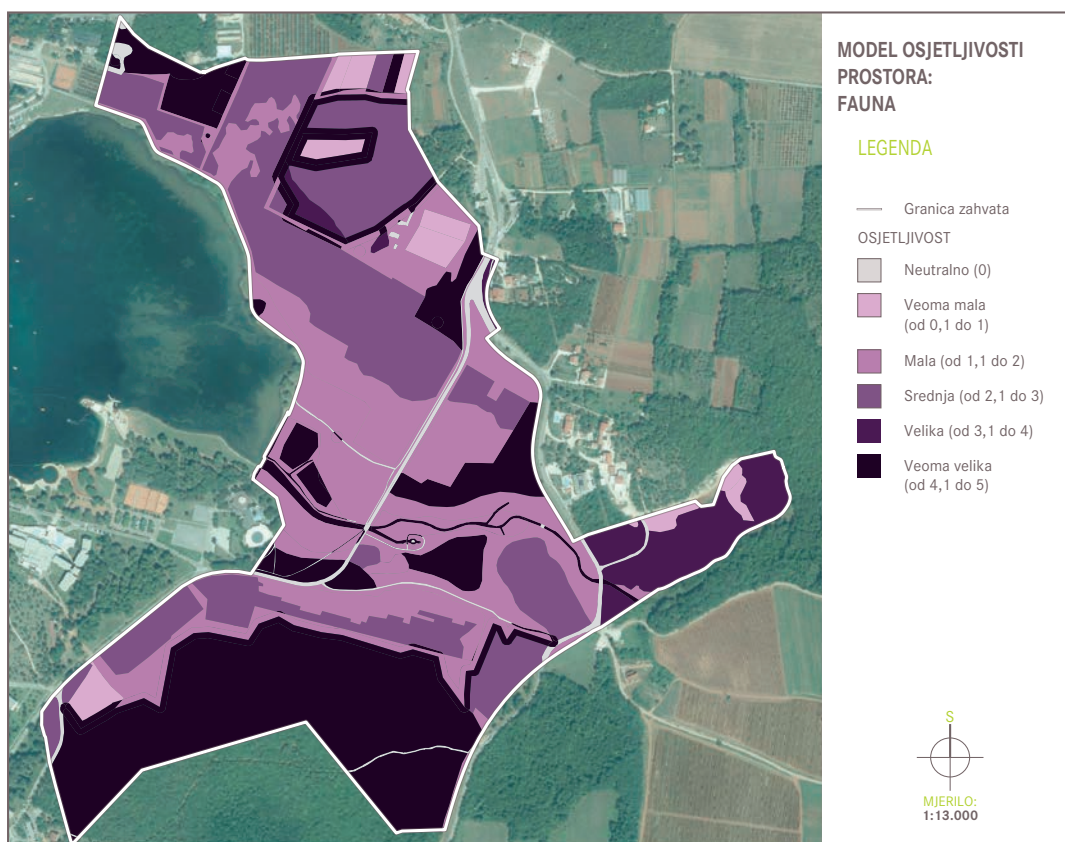 MODEL OSJETLJIVOSTI
PROSTORA:
FAUNA
LEGENDA
Granica zahvata
OSJETLJIVOST
Neutralno (0)
Veoma mala
(od 0,1 do 1)
Mala (od 1,1 do 2)
Srednja (od 2,1 do 3)
Velika (od 3,1 do 4)
Veoma velika
(od 4,1 do 5)
S
MJERILO:
1:13.000